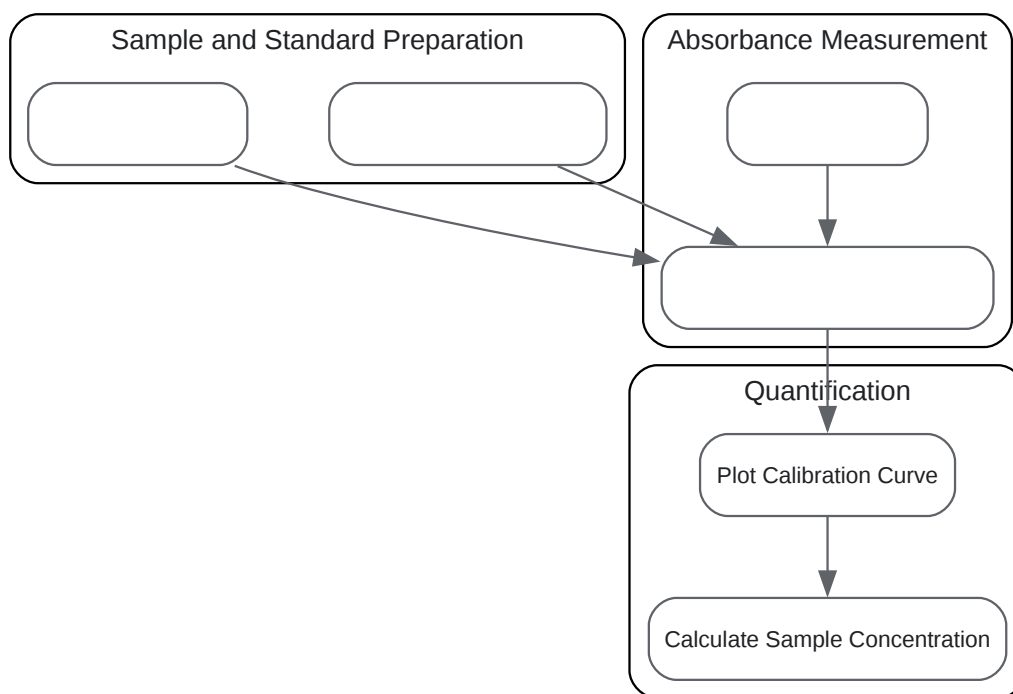 Sample and Standard Preparation
Absorbance Measurement
Quantification
Plot Calibration Curve
Calculate Sample Concentration